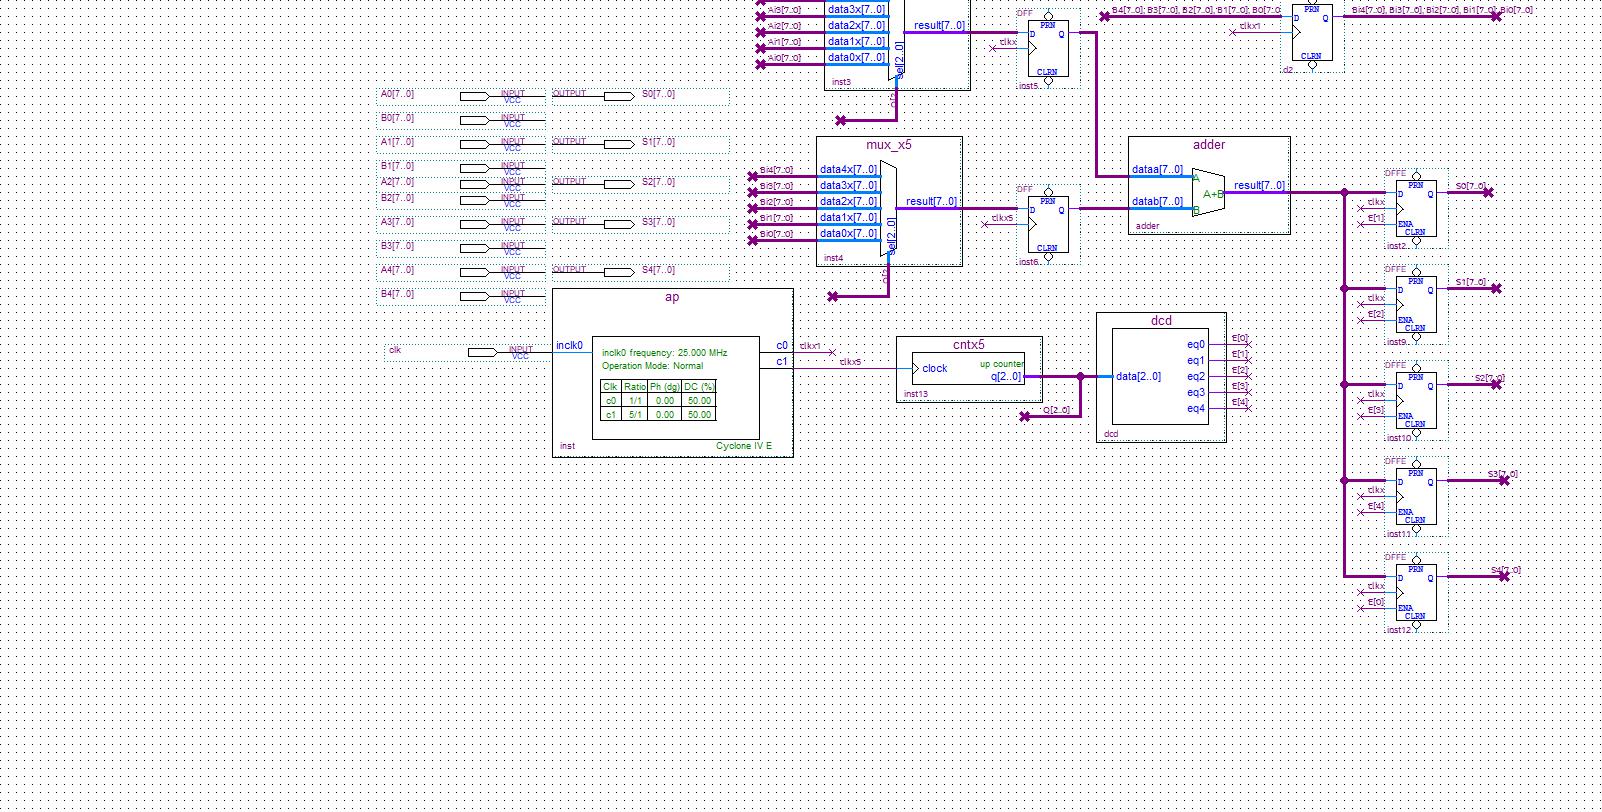 Ai3[7..0]
data3x[7..0]
Ai2[7..0]
data2x[7..0]
result[7..0]
Ai1[7..0]
data1x[7..0]
Ai0[7..0]
data0x[7..0]
sel[2..0]
inst3
DFF
PRN
D
Q
clkx
CLRN
inst5
B4[7..0], B3[7..0], B2[7..0], B1[7..0], B0[7..0
PRN
D
Q
clkx1
CLRN
d2
Bi4[7..0], Bi3[7..0], Bi2[7..0], Bi1[7..0], Bi0[7..0]
A0[7..0]
INPUT
VCC
OUTPUT
S0[7..0]
B0[7..0]
INPUT
VCC
A1[7..0]
INPUT
VCC
OUTPUT
S1[7..0]
B1[7..0]
INPUT
VCC
A2[7..0]
INPUT
VCC
OUTPUT
S2[7..0]
B2[7..0]
INPUT
VCC
A3[7..0]
INPUT
VCC
OUTPUT
S3[7..0]
B3[7..0]
INPUT
VCC
A4[7..0]
INPUT
VCC
OUTPUT
S4[7..0]
B4[7..0]
INPUT
VCC
mux_x5
Bi4[7..0]
data4x[7..0]
Bi3[7..0]
data3x[7..0]
Bi2[7..0]
data2x[7..0]
result[7..0]
Bi1[7..0]
data1x[7..0]
Bi0[7..0]
data0x[7..0]
sel[2..0]
inst4
DFF
PRN
D
Q
clkx5
CLRN
inst6
adder
dataa[7..0]
A
result[7..0]
A+B
datab[7..0]
B
adder
DFFE
PRN
D
Q
S0[7..0]
clkx
E[1]
ENA
CLRN
inst2
DFFE
PRN
D
Q
S1[7..0]
clkx
E[2]
ENA
CLRN
inst9
DFFE
PRN
D
Q
S2[7..0]
clkx
E[3]
ENA
CLRN
inst10
DFFE
PRN
D
Q
S3[7..0]
clkx
E[4]
ENA
CLRN
inst11
DFFE
PRN
D
Q
S4[7..0]
clkx
E[0]
ENA
CLRN
inst12
clk
INPUT
VCC
ap
inclk0
c0
clkx1
c1
clkx5
inclk0 frequency: 25.000 MHz
Operation Mode: Normal
Clk Ratio Ph (dg) DC (%)
c0 1/1 0.00 50.00
c1 5/1 0.00 50.00
inst
Cyclone IV E
cntx5
up counter
clock
q[2..0]
inst13
Q[2..0]
dcd
eq0
E[0]
eq1
E[1]
data[2..0]
eq2
E[2]
eq3
E[3]
eq4
E[4]
dcd